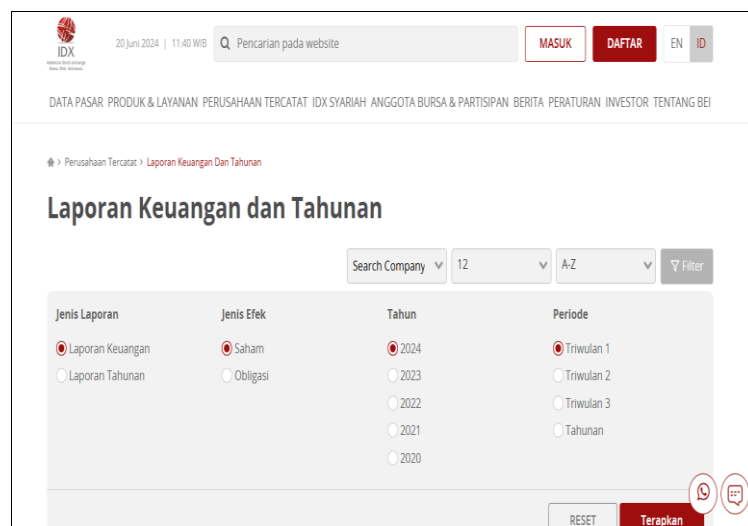 IDX
20 Juni 2024 | 11:40 WIB
Pencarian pada website
MASUK
DAFTAR
EN ID
DATA PASAR PRODUK & LAYANAN PERUSAHAAN TERCATAT IDX SYARIAH ANGGOTA BURSA & PARTISIPAN BERITA PERATURAN INVESTOR TENTANG BEI
> Perusahaan Tercatat > Laporan Keuangan Dan Tahunan
Laporan Keuangan dan Tahunan
Search Company 12 A-Z Filter
Jenis Laporan Jenis Efek Tahun Periode
Laporan Keuangan Saham 2024 Triwulan 1
Laporan Tahunan Obligasi 2023 Triwulan 2
2022 Triwulan 3
2021 Tahunan
2020
RESET Terapkan